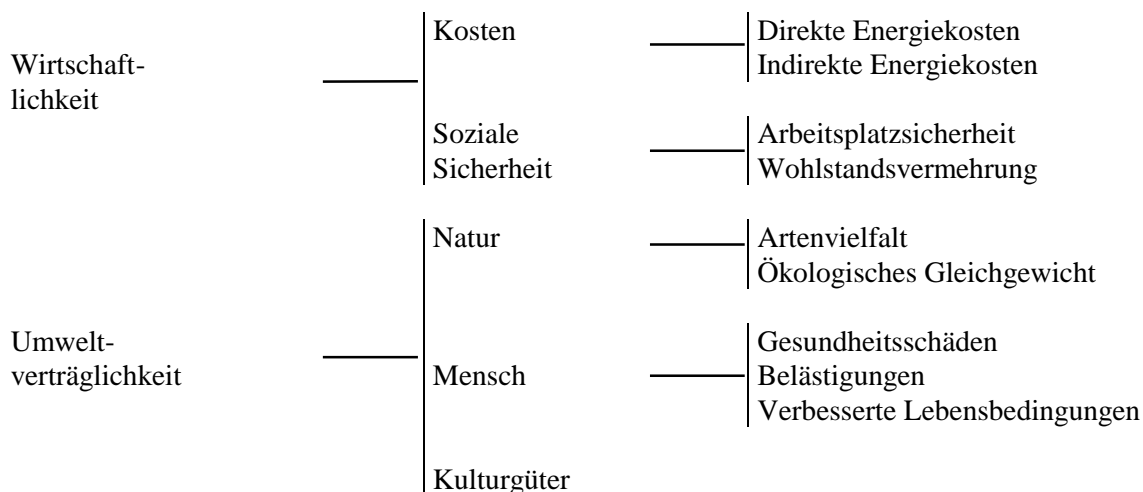 Wirtschaft-
lichkeit
Kosten
Direkte Energiekosten
Indirekte Energiekosten
Soziale
Sicherheit
Arbeitsplatzsicherheit
Wohlstandsvermehrung
Umwelt-
verträglichkeit
Natur
Artenvielfalt
Ökologisches Gleichgewicht
Mensch
Gesundheitsschäden
Belästigungen
Verbesserte Lebensbedingungen
Kulturgüter